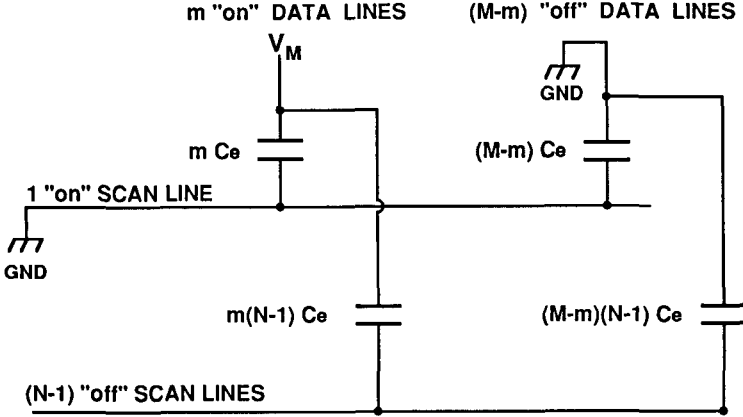 m "on" DATA LINES
(M-m) "off" DATA LINES
VM
GND
m Ce
(M-m) Ce
1 "on" SCAN LINE
GND
m(N-1) Ce
(M-m)(N-1) Ce
(N-1) "off" SCAN LINES